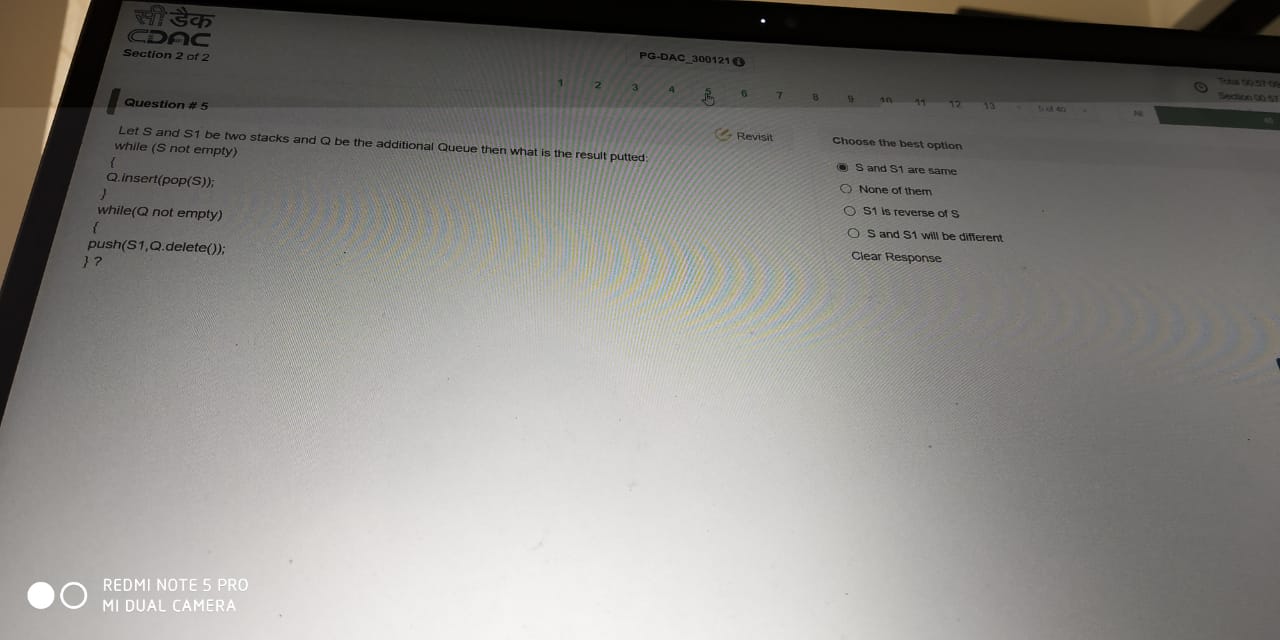 सी डैक
CDAC
Section 2 of 2
PG-DAC_300121
1 2 3 4 5 6 7 8 9 10 11 12 13
5 of 40
All
Question # 5
Revisit
Let S and S1 be two stacks and Q be the additional Queue then what is the result putted:
while (S not empty)
{
Q.insert(pop(S));
}
while(Q not empty)
{
push(S1,Q.delete());
} ?
Choose the best option
S and S1 are same
None of them
S1 is reverse of S
S and S1 will be different
Clear Response
REDMI NOTE 5 PRO
MI DUAL CAMERA